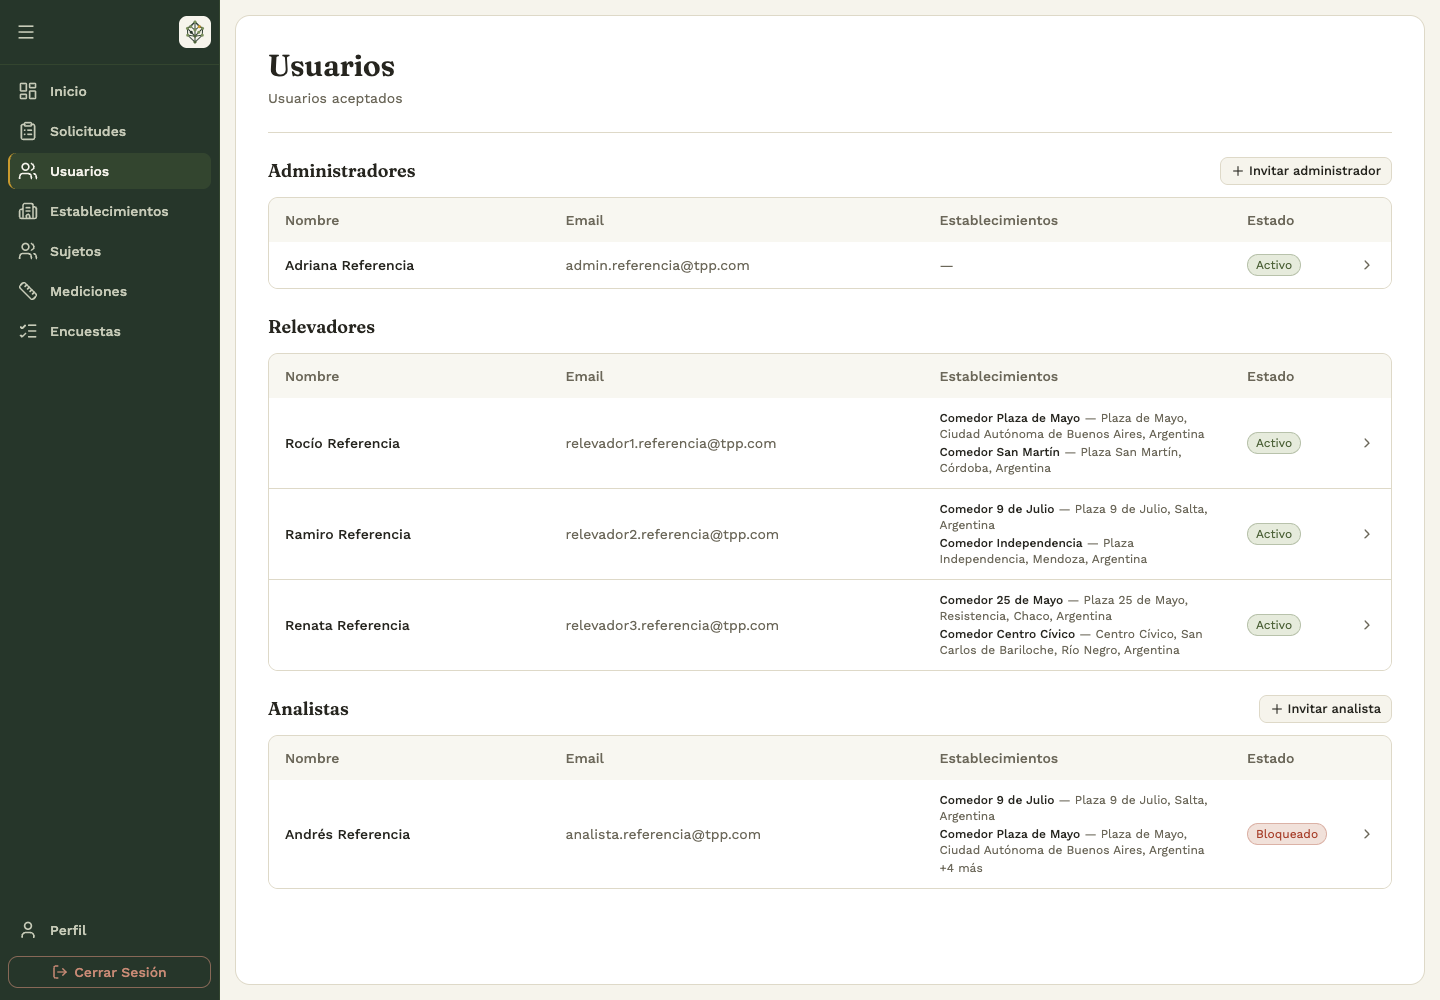 Inicio
Solicitudes
Usuarios
Establecimientos
Sujetos
Mediciones
Encuestas
Perfil
Cerrar Sesión
Usuarios
Usuarios aceptados
Administradores
+ Invitar administrador
Nombre Email Establecimientos Estado
Adriana Referencia admin.referencia@tpp.com — Activo
Relevadores
Nombre Email Establecimientos Estado
Rocío Referencia relevador1.referencia@tpp.com
Comedor Plaza de Mayo — Plaza de Mayo,
Ciudad Autónoma de Buenos Aires, Argentina
Comedor San Martín — Plaza San Martín,
Córdoba, Argentina
Activo
Ramiro Referencia relevador2.referencia@tpp.com
Comedor 9 de Julio — Plaza 9 de Julio, Salta,
Argentina
Comedor Independencia — Plaza
Independencia, Mendoza, Argentina
Activo
Renata Referencia relevador3.referencia@tpp.com
Comedor 25 de Mayo — Plaza 25 de Mayo,
Resistencia, Chaco, Argentina
Comedor Centro Cívico — Centro Cívico, San
Carlos de Bariloche, Río Negro, Argentina
Activo
Analistas
+ Invitar analista
Nombre Email Establecimientos Estado
Andrés Referencia analista.referencia@tpp.com
Comedor 9 de Julio — Plaza 9 de Julio, Salta,
Argentina
Comedor Plaza de Mayo — Plaza de Mayo,
Ciudad Autónoma de Buenos Aires, Argentina
+4 más
Bloqueado